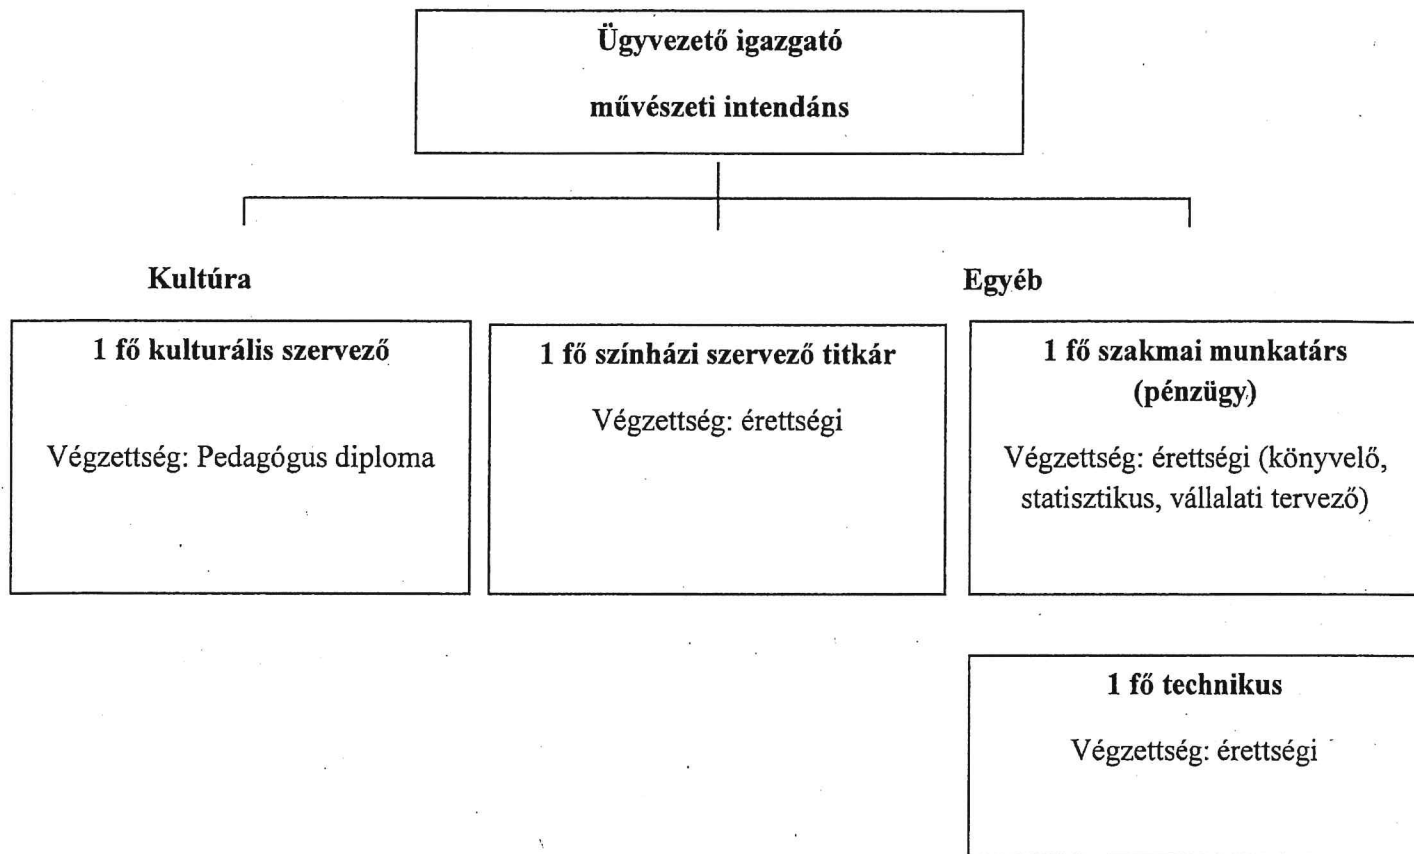 Ügyvezető igazgató
művészeti intendáns
Kultúra
Egyéb
1 fő kulturális szervező
Végzettség: Pedagógus diploma
1 fő színházi szervező titkár
Végzettség: érettségi
1 fő szakmai munkatárs
(pénzügy)
Végzettség: érettségi (könyvelő,
statisztikus, vállalati tervező)
1 fő technikus
Végzettség: érettségi